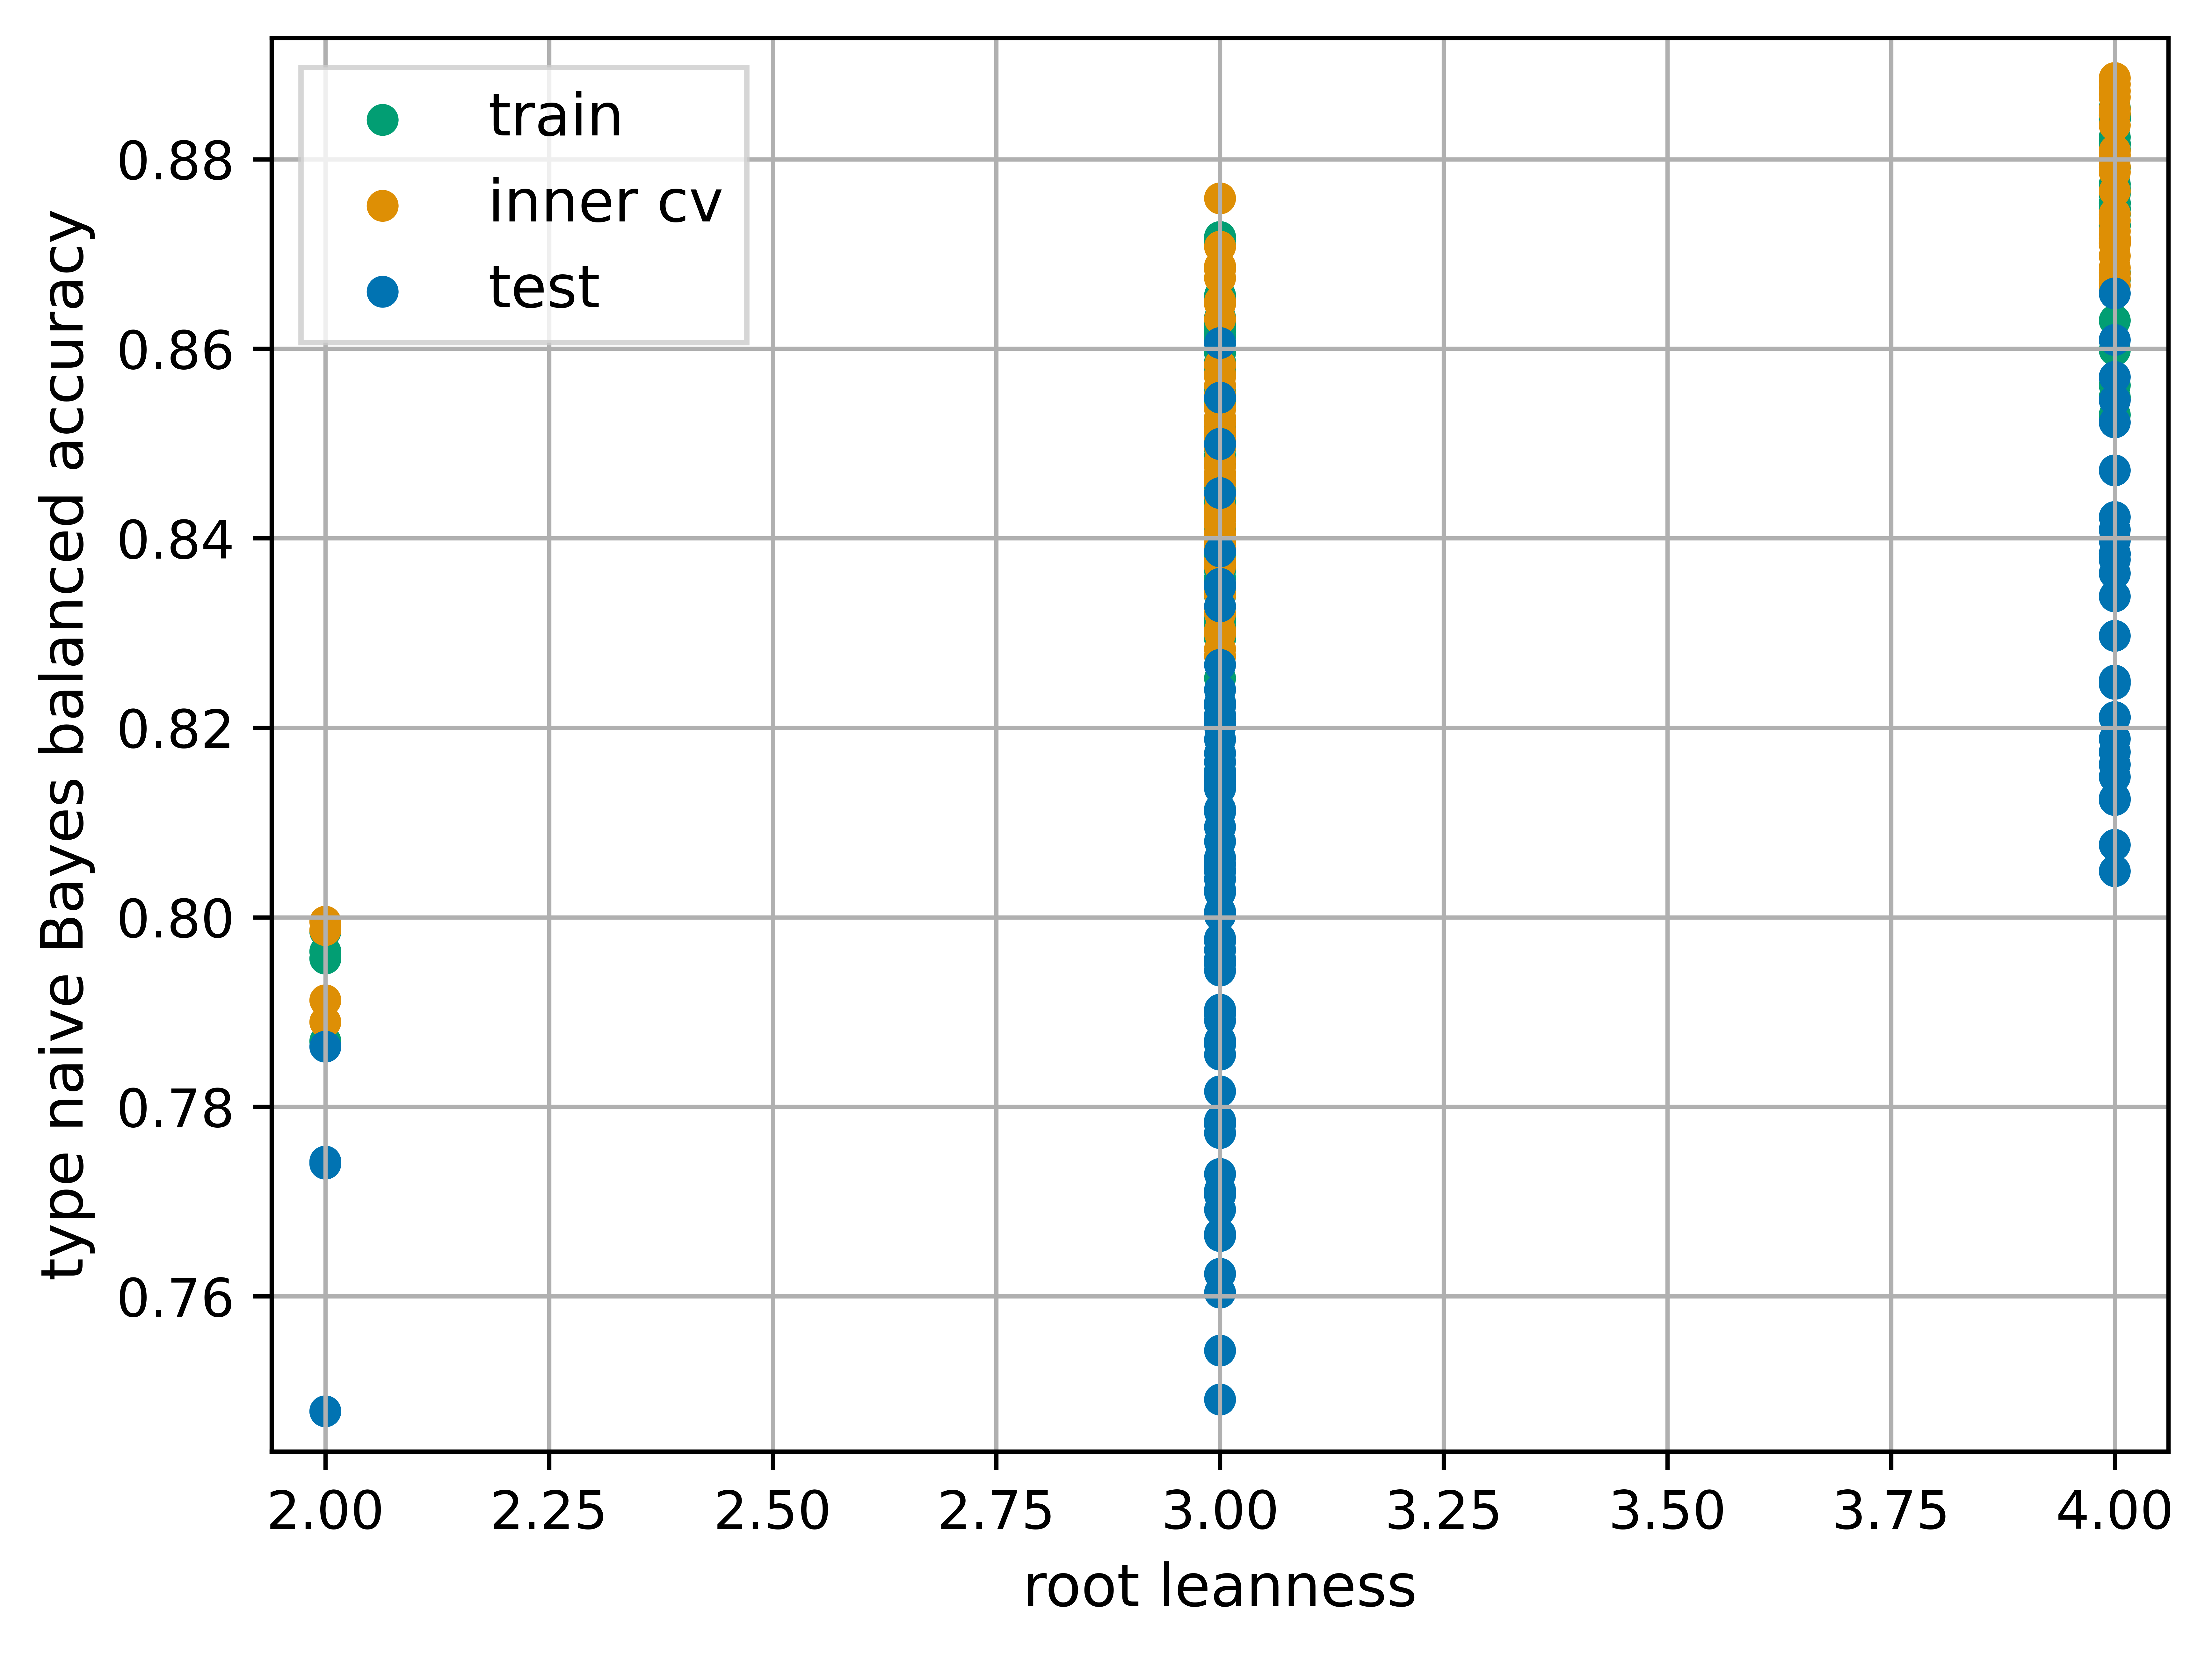 train
inner cv
test
type naive Bayes balanced accuracy
0.88
0.86
0.84
0.82
0.80
0.78
0.76
2.00 2.25 2.50 2.75 3.00 3.25 3.50 3.75 4.00
root leanness